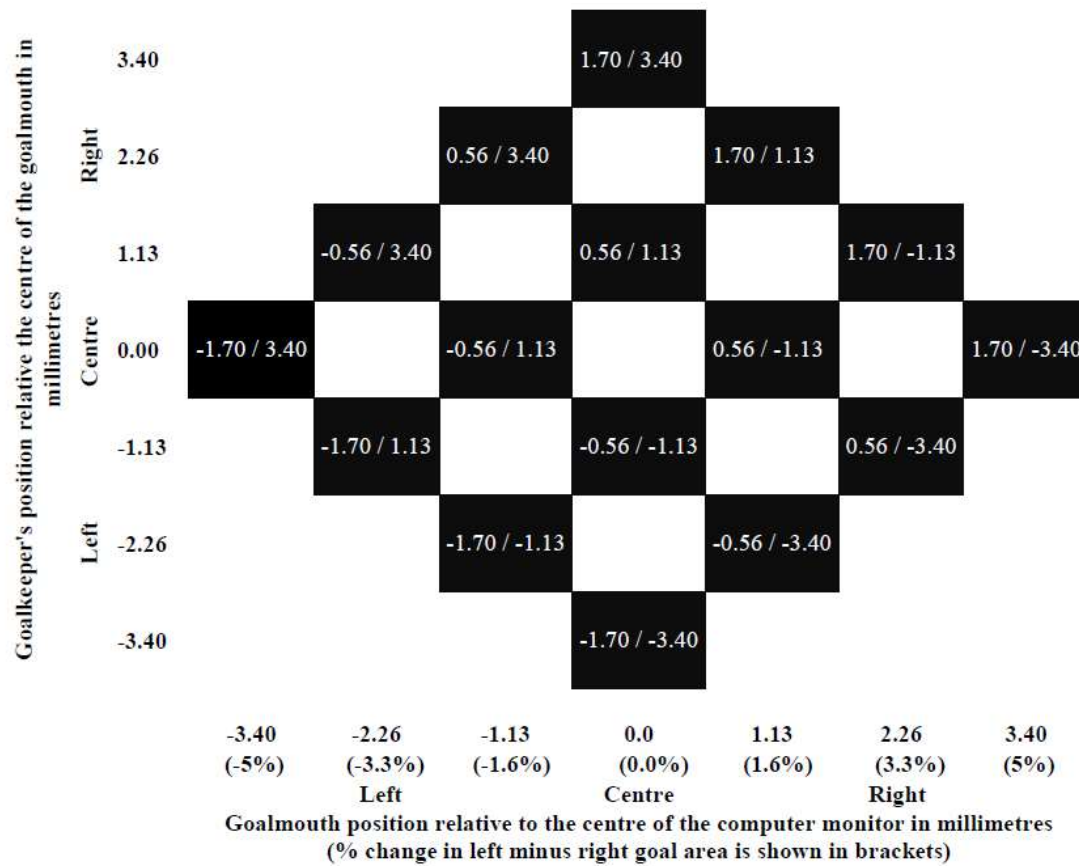 Goalkeeper's position relative the centre of the goalmouth in
millimetres
Right
Centre
Left
3.40
1.70 / 3.40
2.26
0.56 / 3.40
1.70 / 1.13
1.13
-0.56 / 3.40
0.56 / 1.13
1.70 / -1.13
0.00
-1.70 / 3.40
-0.56 / 1.13
0.56 / -1.13
1.70 / -3.40
-1.13
-1.70 / 1.13
-0.56 / -1.13
0.56 / -3.40
-2.26
-1.70 / -1.13
-0.56 / -3.40
-3.40
-1.70 / -3.40
-3.40 -2.26 -1.13 0.0 1.13 2.26 3.40
(-5%) (-3.3%) (-1.6%) (0.0%) (1.6%) (3.3%) (5%)
Left Centre Right
Goalmouth position relative to the centre of the computer monitor in millimetres
(% change in left minus right goal area is shown in brackets)